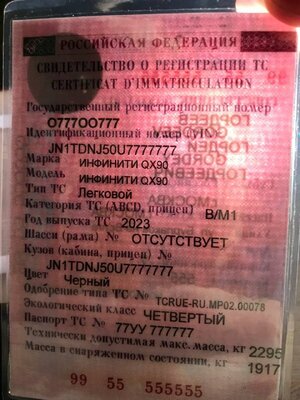 РОССИЙСКАЯ ФЕДЕРАЦИЯ
СВИДЕТЕЛЬСТВО О РЕГИСТРАЦИИ ТС
CERTIFICAT D'IMMATRICULATION
Государственный регистрационный номер
О777ОО777
Идентификационный номер (VIN)
JN1TDNJ50U7777777
Марка ИНФИНИТИ QX90
Модель ИНФИНИТИ QX90
Тип ТС Легковой
Категория ТС (ABCD, прицеп) B/M1
Год выпуска ТС 2023
Шасси (рама) № ОТСУТСТВУЕТ
Кузов (кабина, прицеп) №
JN1TDNJ50U7777777
Цвет Черный
Одобрение типа ТС № TCRUE-RU.MP02.00078
Экологический класс ЧЕТВЕРТЫЙ
Паспорт ТС № 77УУ 777777
Технически допустимая макс. масса, кг 2295
Масса в снаряженном состоянии, кг 1917
99 55 555555